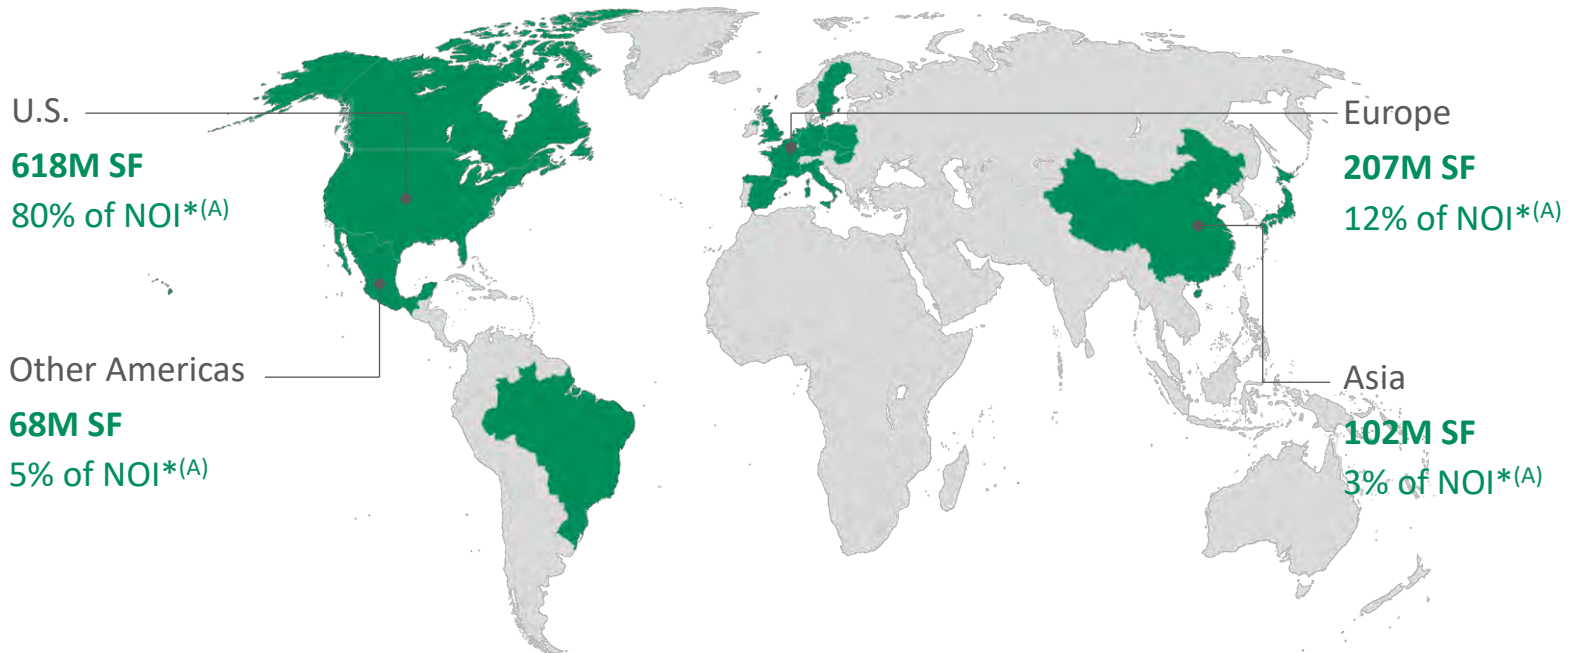 U.S.
618M SF
80% of NOI*(A)
Other Americas
68M SF
5% of NOI*(A)
Europe
207M SF
12% of NOI*(A)
Asia
102M SF
3% of NOI*(A)